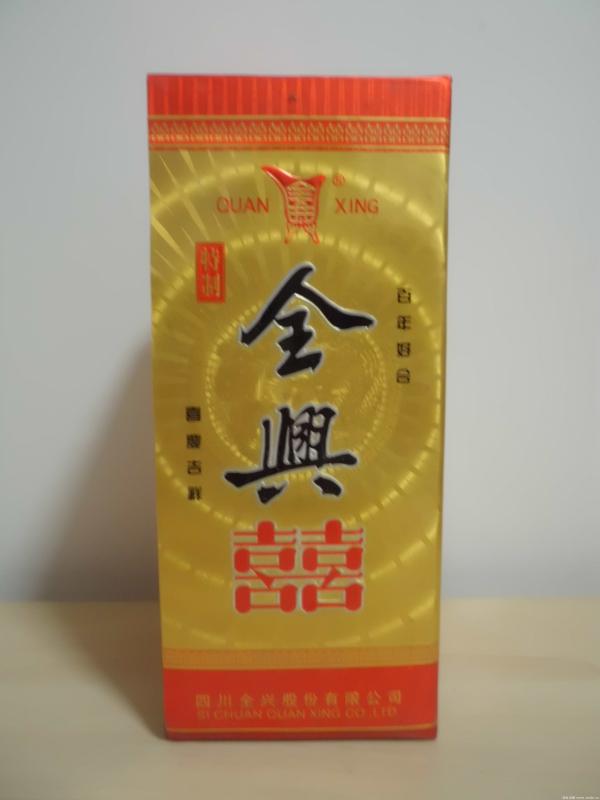 QUAN XING
®
特制
全興
百年好合
喜慶吉祥
囍
四川全兴股份有限公司
SI CHUAN QUAN XING CO.,LTD.